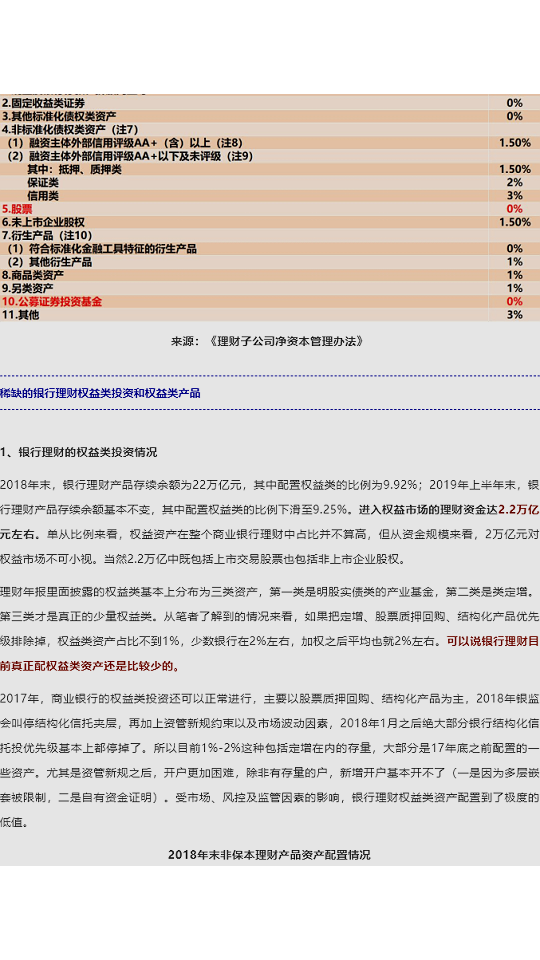 2.固定收益类证券 0%
3.其他标准化债权类资产 0%
4.非标准化债权类资产（注7）
（1）融资主体外部信用评级AA+（含）以上（注8） 1.50%
（2）融资主体外部信用评级AA+以下及未评级（注9）
其中：抵押、质押类 1.50%
保证类 2%
信用类 3%
5.股票 0%
6.未上市企业股权 1.50%
7.衍生产品（注10）
（1）符合标准化金融工具特征的衍生产品 0%
（2）其他衍生产品 1%
8.商品类资产 1%
9.另类资产 1%
10.公募证券投资基金 0%
11.其他 3%
来源：《理财子公司净资本管理办法》
稀缺的银行理财权益类投资和权益类产品
1、银行理财的权益类投资情况
2018年末，银行理财产品存续余额为22万亿元，其中配置权益类的比例为9.92%；2019年上半年末，银
行理财产品存续余额基本不变，其中配置权益类的比例下滑至9.25%。进入权益市场的理财资金达2.2万亿
元左右。单从比例来看，权益资产在整个商业银行理财中占比并不算高，但从资金规模来看，2万亿元对
权益市场不可小视。当然2.2万亿中既包括上市交易股票也包括非上市企业股权。
理财年报里面披露的权益类基本上分布为三类资产，第一类是明股实债类的产业基金，第二类是类定增。
第三类才是真正的少量权益类。从笔者了解到的情况来看，如果把定增、股票质押回购、结构化产品优先
级排除掉，权益类资产占比不到1%，少数银行在2%左右，加权之后平均也就2%左右。可以说银行理财目
前真正配权益类资产还是比较少的。
2017年，商业银行的权益类投资还可以正常进行，主要以股票质押回购、结构化产品为主，2018年银监
会叫停结构化信托夹层，再加上资管新规约束以及市场波动因素，2018年1月之后绝大部分银行结构化信
托投优先级基本上都停掉了。所以目前1%-2%这种包括定增在内的存量，大部分是17年底之前配置的一
些资产。尤其是资管新规之后，开户更加困难，除非有存量的户，新增开户基本开不了（一是因为多层嵌
套被限制，二是自有资金证明）。受市场、风控及监管因素的影响，银行理财权益类资产配置到了极度的
低值。
2018年末非保本理财产品资产配置情况